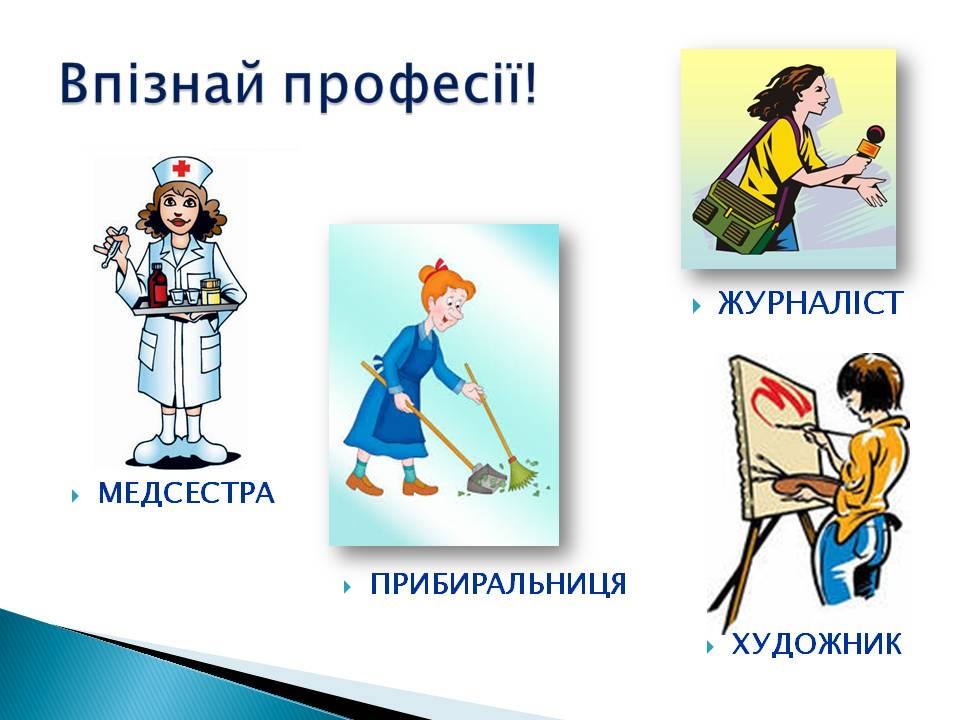 Впізнай професії!
МЕДСЕСТРА
ПРИБИРАЛЬНИЦЯ
ЖУРНАЛІСТ
ХУДОЖНИК